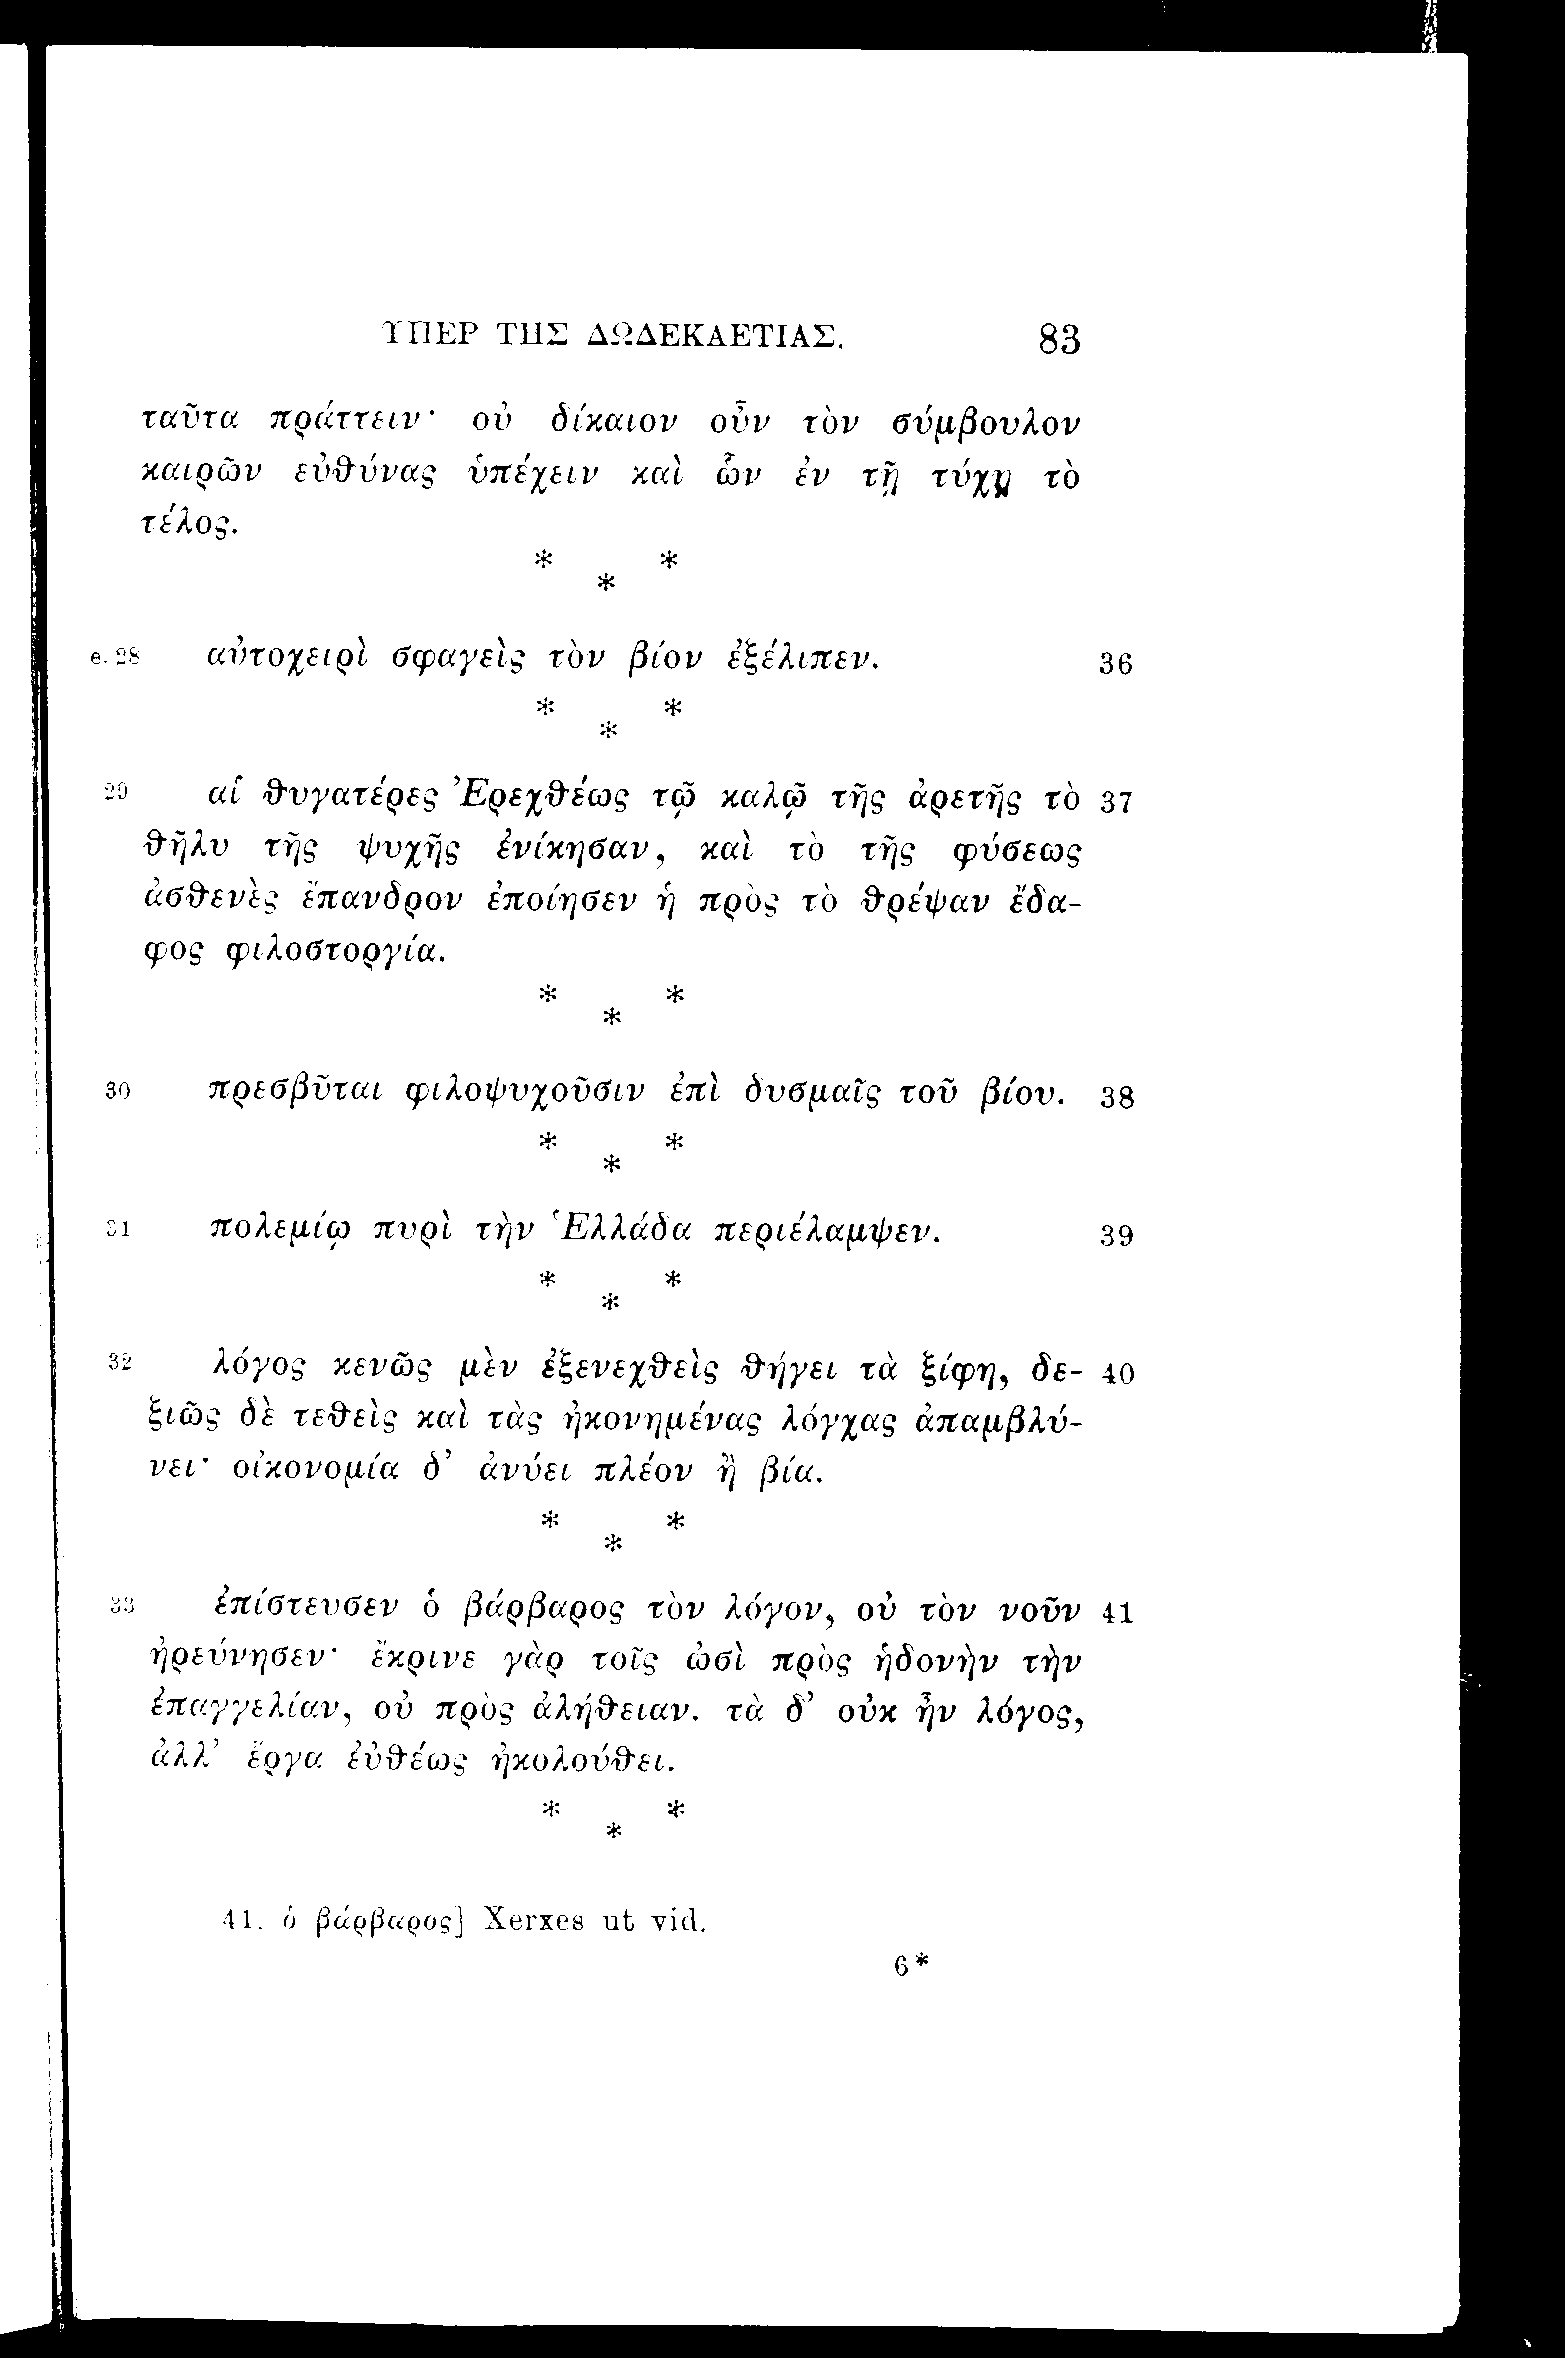 ΥΠΕΡ ΤΗΣ ΔΩΔΕΚΑΕΤΙΑΣ. 83
ταῦτα πράττειν· οὐ δίκαιον οὖν τὸν σύμβουλον
καιρῶν εὐθύνας ὑπέχειν καὶ ὧν ἐν τῇ τύχῃ τὸ
τέλος.
* *
*
e. 28 αὐτοχειρὶ σφαγεὶς τὸν βίον ἐξέλιπεν. 36
* *
*
29 αἱ θυγατέρες Ἐρεχθέως τῷ καλῷ τῆς ἀρετῆς τὸ 37
θῆλυ τῆς ψυχῆς ἐνίκησαν, καὶ τὸ τῆς φύσεως
ἀσθενὲς ἔπανδρον ἐποίησεν ἡ πρὸς τὸ θρέψαν ἔδα-
φος φιλοστοργία.
* *
*
30 πρεσβῦται φιλοψυχοῦσιν ἐπὶ δυσμαῖς τοῦ βίου. 38
* *
*
31 πολεμίῳ πυρὶ τὴν Ἑλλάδα περιέλαμψεν. 39
* *
*
32 λόγος κενῶς μὲν ἐξενεχθεὶς θήγει τὰ ξίφη, δε- 40
ξιῶς δὲ τεθεὶς καὶ τὰς ἠκονημένας λόγχας ἀπαμβλύ-
νει· οἰκονομία δ’ ἀνύει πλέον ἢ βία.
* *
*
33 ἐπίστευσεν ὁ βάρβαρος τὸν λόγον, οὐ τὸν νοῦν 41
ἠρεύνησεν· ἔκρινε γὰρ τοῖς ὠσὶ πρὸς ἡδονὴν τὴν
ἐπαγγελίαν, οὐ πρὸς ἀλήθειαν. τὰ δ’ οὐκ ἦν λόγος,
ἀλλ’ ἔργα εὐθέως ἠκολούθει.
* *
*
41. ὁ βάρβαρος] Xerxes ut vid.
6*